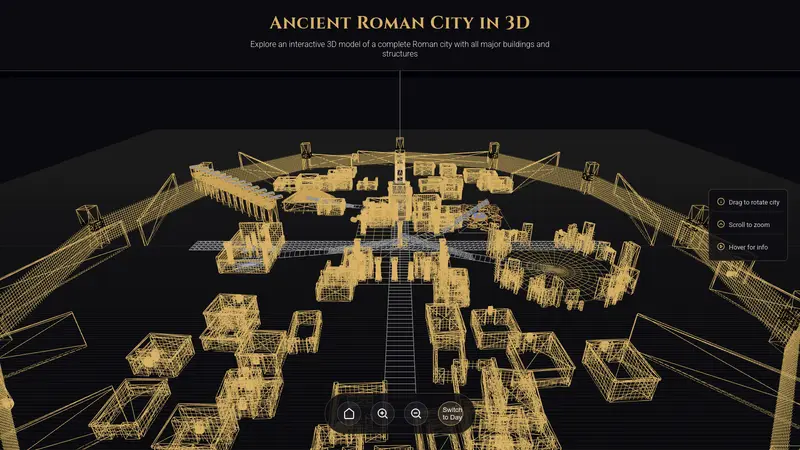 Ancient Roman City in 3D
Explore an interactive 3D model of a complete Roman city with all major buildings and
structures
Drag to rotate city
Scroll to zoom
Hover for info
Switch
to Day